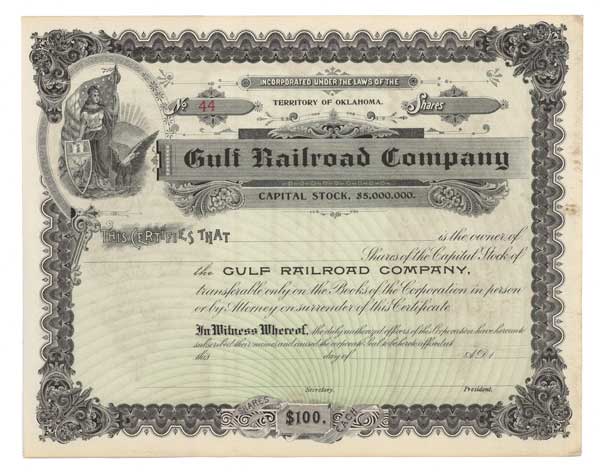 INCORPORATED UNDER THE LAWS OF THE
No. 44 TERRITORY OF OKLAHOMA. Shares
Gulf Railroad Company
CAPITAL STOCK, $5,000,000.
THIS CERTIFIES THAT is the owner of
Shares of the Capital Stock of
the GULF RAILROAD COMPANY,
transferable only on the Books of the Corporation in person
or by Attorney on surrender of this Certificate.
In Witness Whereof, the duly authorized officers of this Corporation have hereunto
subscribed their names and caused the corporate Seal to be hereto affixed at
this day of A.D. 1
Secretary. President.
SHARES $100. EACH